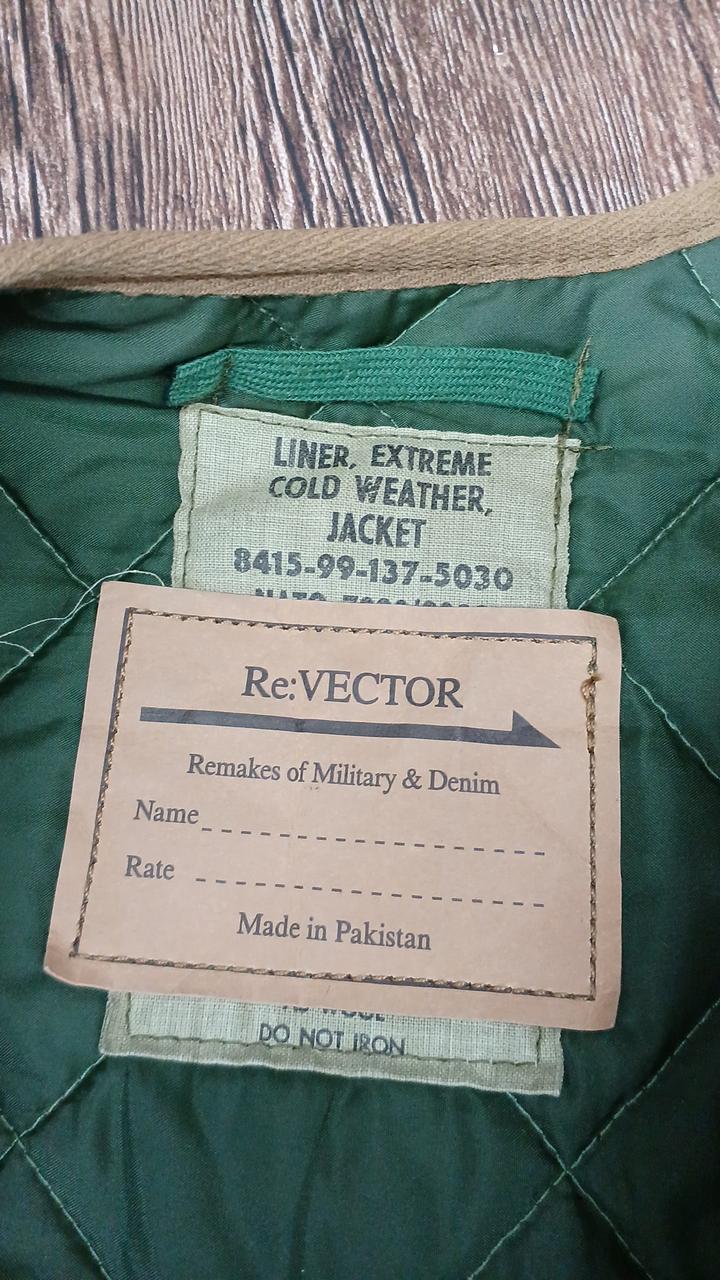 LINER, EXTREME
COLD WEATHER,
JACKET
8415-99-137-5030
Re:VECTOR
Remakes of Military & Denim
Name
Rate
Made in Pakistan
DO NOT IRON